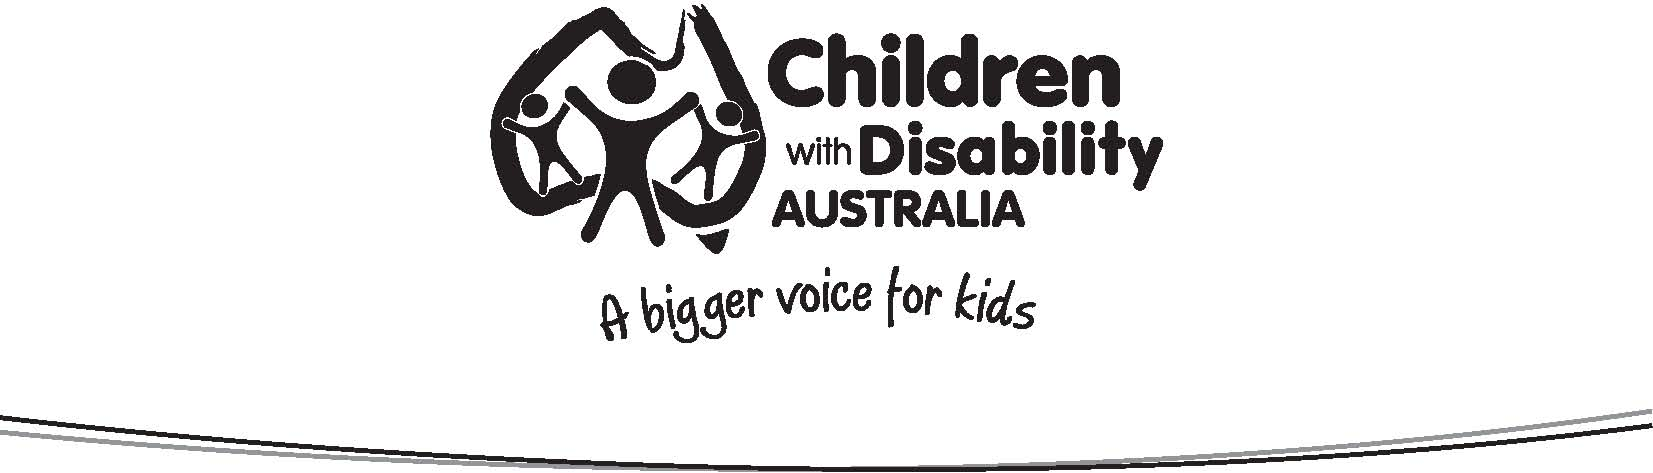 Children
with Disability
AUSTRALIA
A bigger voice for kids